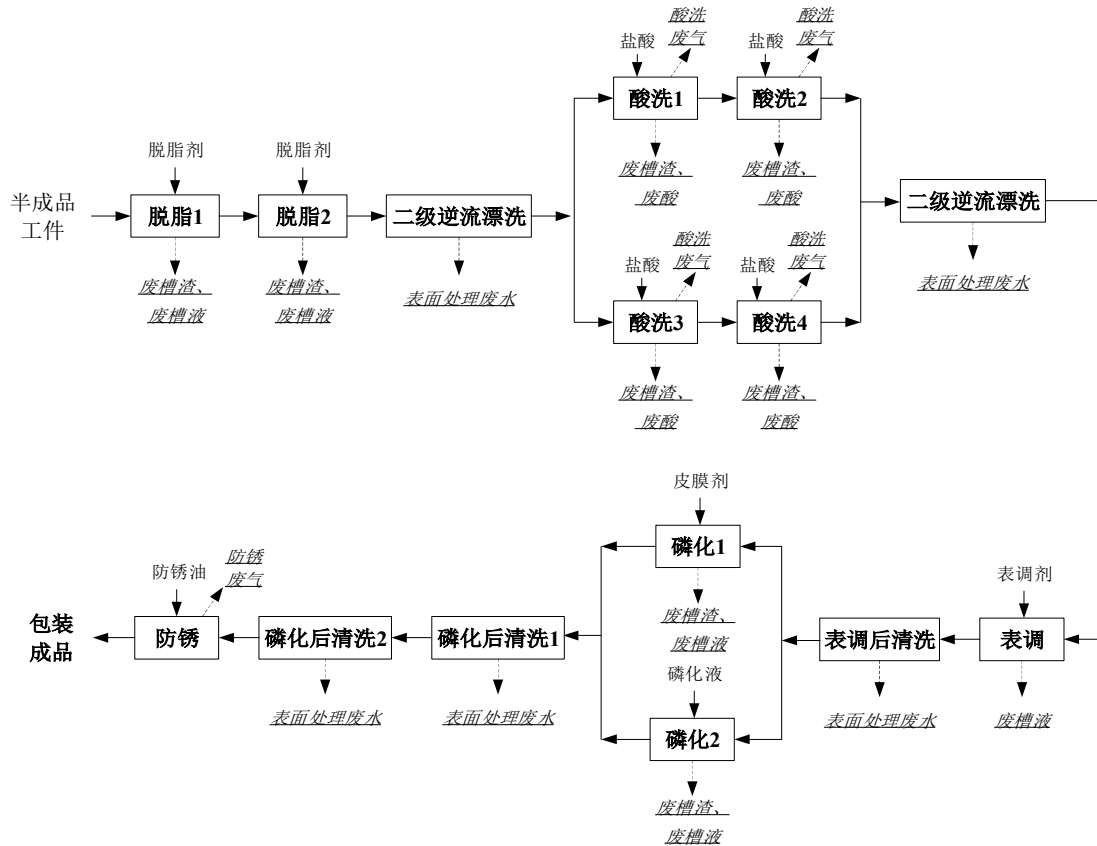 酸洗
废气
酸洗
废气
盐酸
盐酸
酸洗1
酸洗2
废槽渣、
废酸
废槽渣、
废酸
脱脂剂
脱脂剂
半成品
工件
脱脂1
脱脂2
二级逆流漂洗
二级逆流漂洗
废槽渣、
废槽液
废槽渣、
废槽液
表面处理废水
表面处理废水
酸洗
废气
酸洗
废气
盐酸
盐酸
酸洗3
酸洗4
废槽渣、
废酸
废槽渣、
废酸
皮膜剂
磷化1
废槽渣、
废槽液
防锈油
防锈
废气
表调剂
包装
成品
防锈
磷化后清洗2
磷化后清洗1
表调后清洗
表调
表面处理废水
表面处理废水
表面处理废水
废槽液
磷化液
磷化2
废槽渣、
废槽液